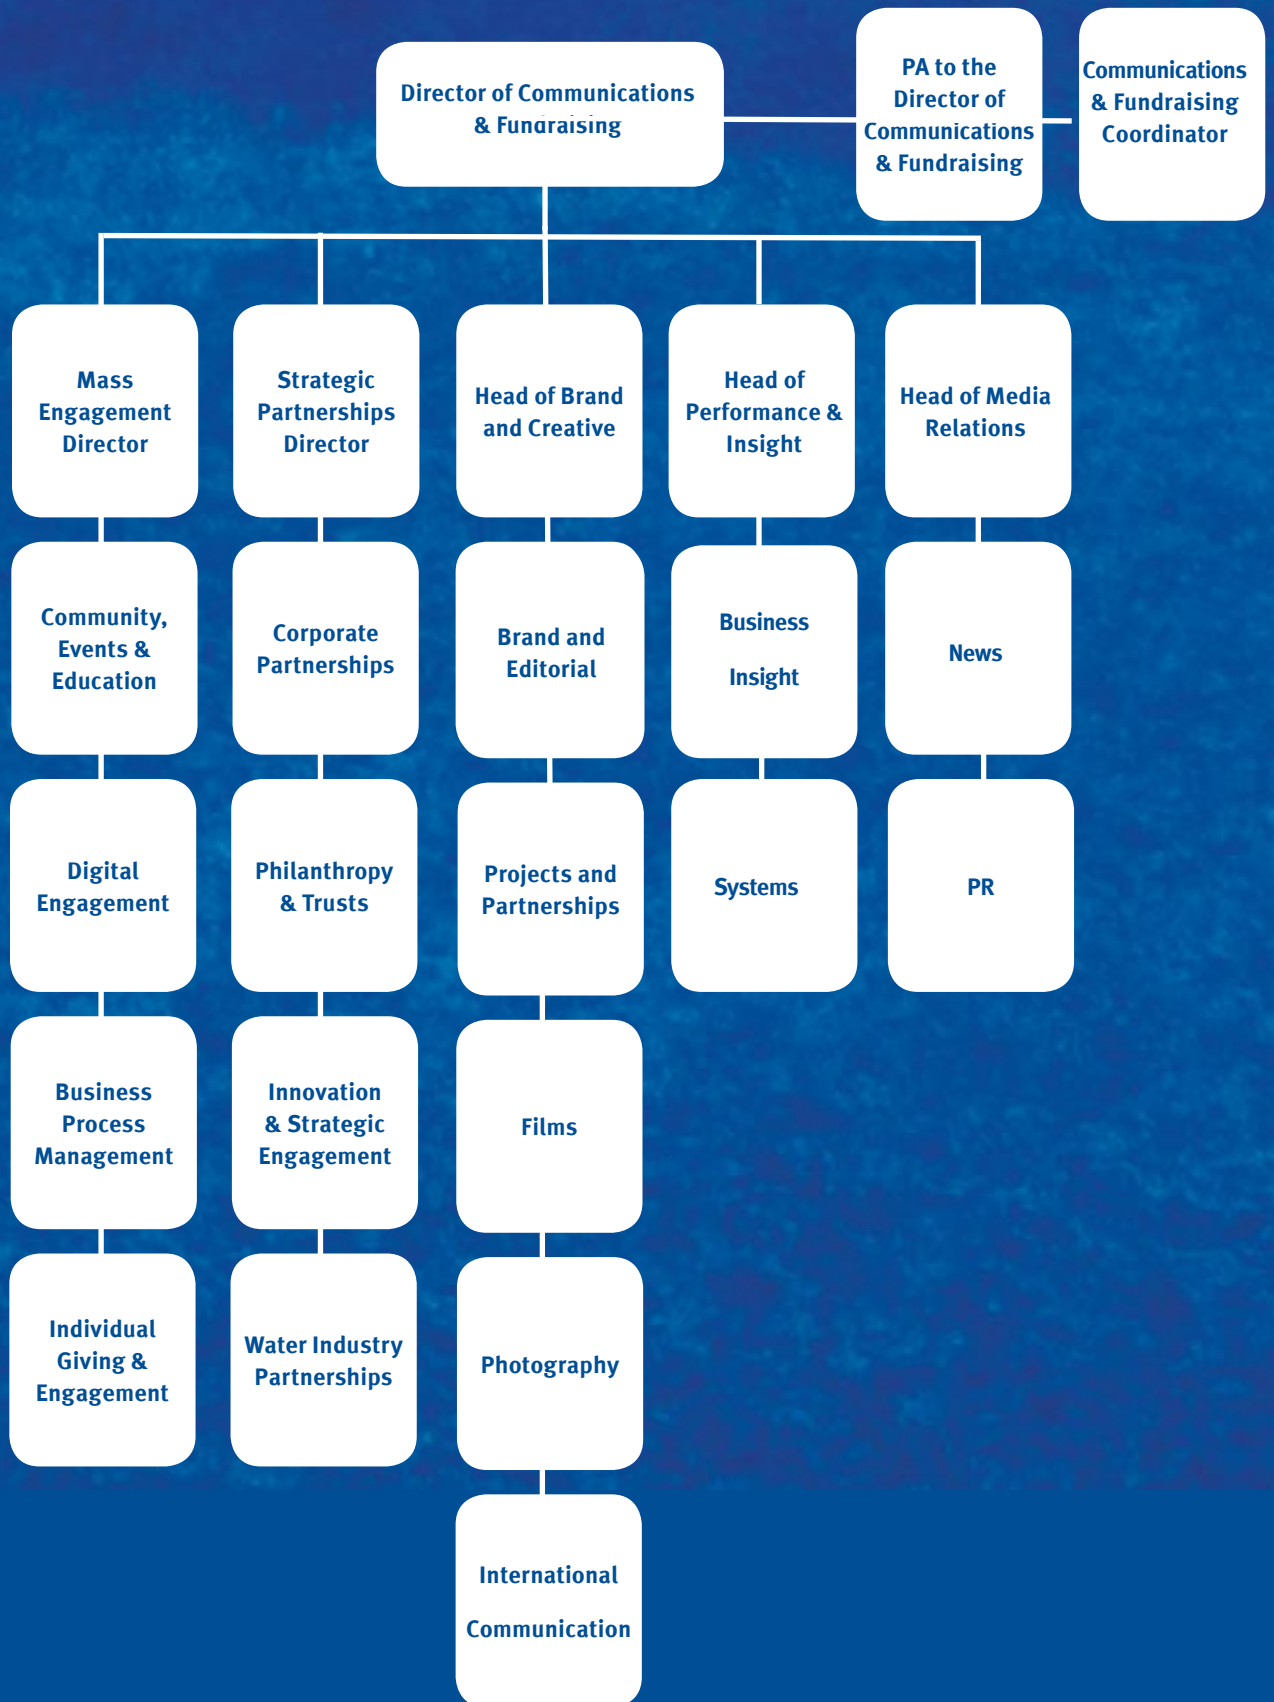 Director of Communications
& Fundraising
PA to the
Director of
Communications
& Fundraising
Communications
& Fundraising
Coordinator
Mass
Engagement
Director
Strategic
Partnerships
Director
Head of Brand
and Creative
Head of
Performance &
Insight
Head of Media
Relations
Community,
Events &
Education
Corporate
Partnerships
Brand and
Editorial
Business
Insight
News
Digital
Engagement
Philanthropy
& Trusts
Projects and
Partnerships
Systems
PR
Business
Process
Management
Innovation
& Strategic
Engagement
Films
Individual
Giving &
Engagement
Water Industry
Partnerships
Photography
International
Communication